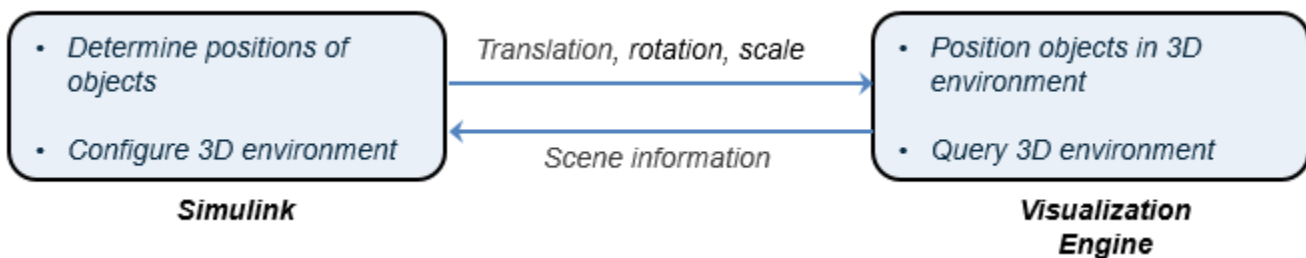 • Determine positions of
objects
• Configure 3D environment
Simulink
Translation, rotation, scale
Scene information
• Position objects in 3D
environment
• Query 3D environment
Visualization
Engine